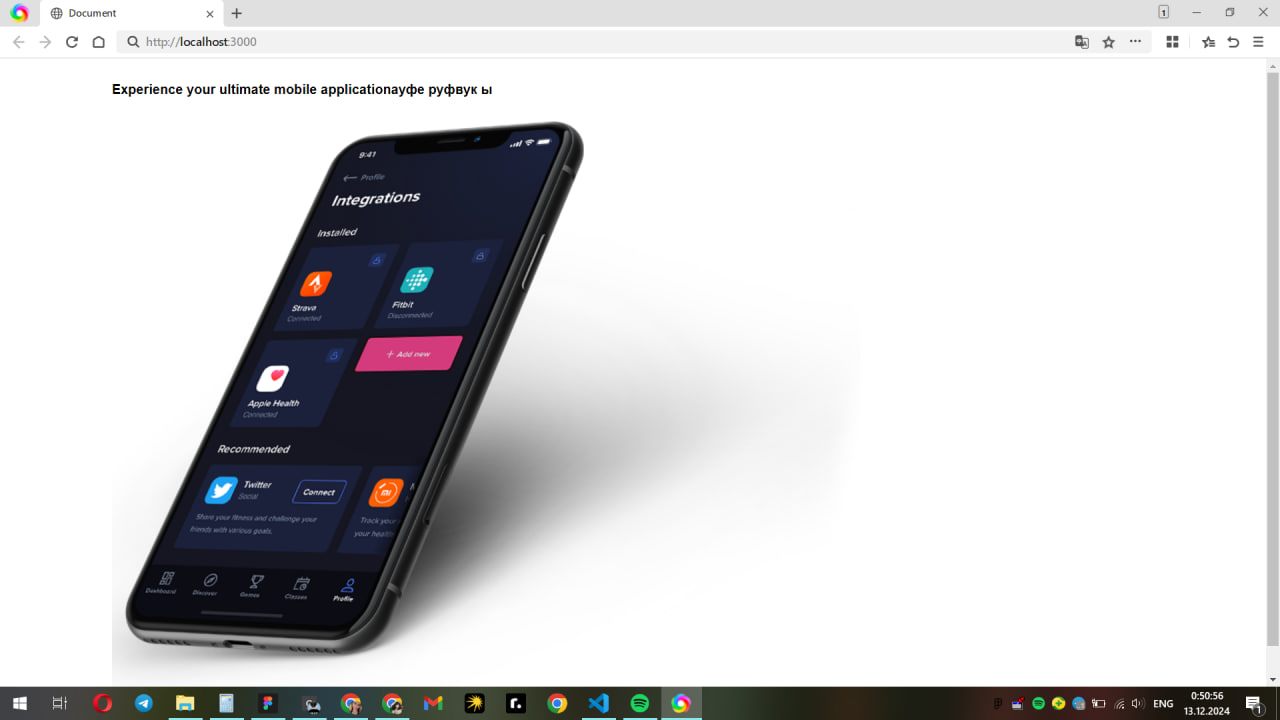 Document
1
http://localhost:3000
Experience your ultimate mobile applicationауфе руфвук ы
9:41
Profile
Integrations
Installed
Strava
Connected
Fitbit
Disconnected
+ Add new
Apple Health
Connected
Recommended
Twitter
Social
Connect
Share your fitness and challenge your
friends with various goals.
Track your
your health
Dashboard
Discover
Games
Classes
Profile
ENG
0:50:56
13.12.2024
1